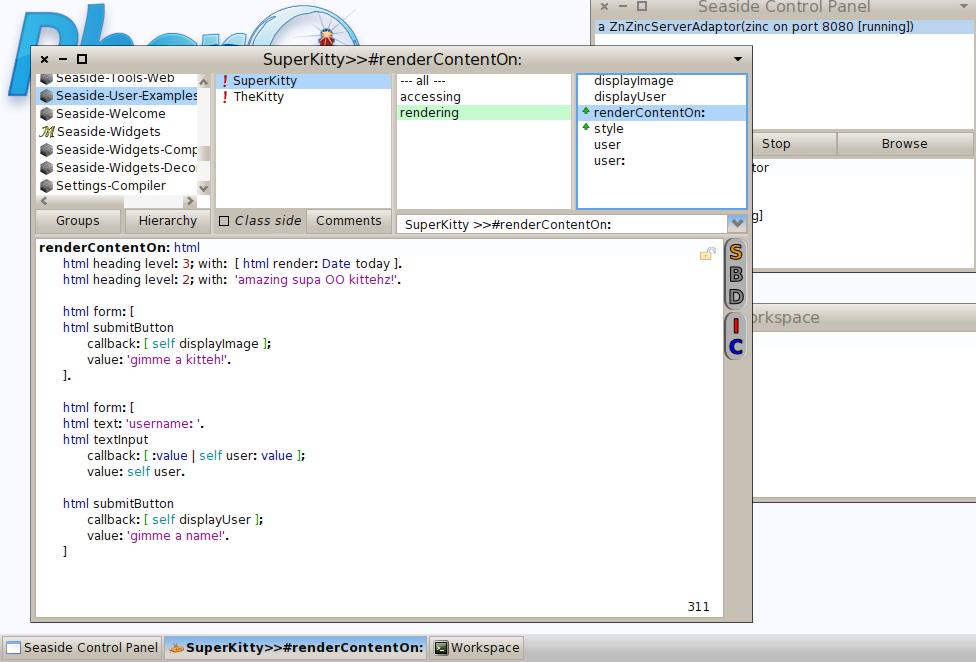 Seaside Control Panel
a ZnZincServerAdaptor(zinc on port 8080 [running])
SuperKitty>>#renderContentOn:
Seaside-Tools-Web
Seaside-User-Examples
Seaside-Welcome
Seaside-Widgets
Seaside-Widgets-Comp
Seaside-Widgets-Deco
Settings-Compiler
SuperKitty
TheKitty
--- all ---
accessing
rendering
displayImage
displayUser
renderContentOn:
style
user
user:
Stop
Browse
tor
g]
Groups
Hierarchy
Class side
Comments
SuperKitty >>#renderContentOn:
renderContentOn: html
html heading level: 3; with:  [ html render: Date today ].
html heading level: 2; with:  'amazing supa OO kittehz!'.
html form: [
html submitButton
callback: [ self displayImage ];
value: 'gimme a kitteh!'.
].
html form: [
html text: 'username: '.
html textInput
callback: [ :value | self user: value ];
value: self user.
html submitButton
callback: [ self displayUser ];
value: 'gimme a name!'.
]
S
B
D
I
C
orkspace
311
Seaside Control Panel
SuperKitty>>#renderContentOn:
Workspace